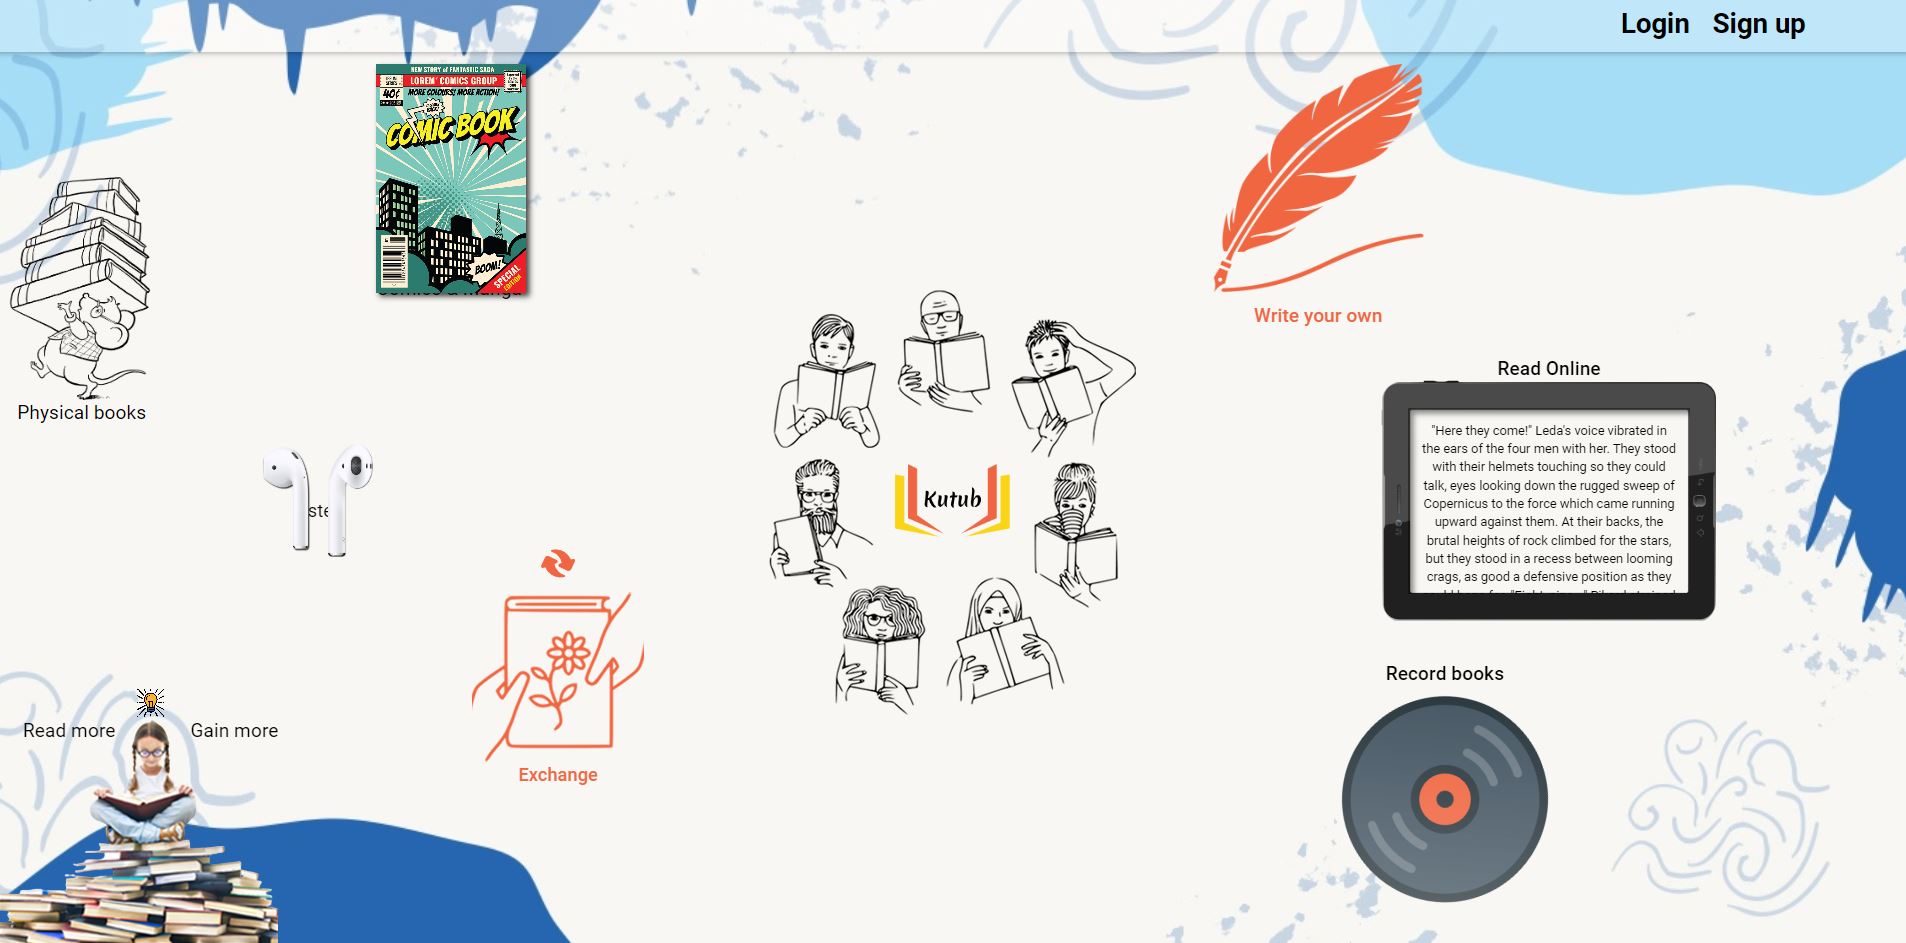 Login Sign up
NEW STORY of FANTASTIC SAGA
LOREM' COMICS GROUP
40¢
MORE COLOURS! MORE ACTION!
COMIC BOOK
BOOM!
SPECIAL
EDITION
Comics & Manga
Write your own
Physical books
Read Online
"Here they come!" Leda's voice vibrated in
the ears of the four men with her. They stood
with their helmets touching so they could
talk, eyes looking down the rugged sweep of
Copernicus to the force which came running
upward against them. At their backs, the
brutal heights of rock climbed for the stars,
but they stood in a recess between looming
crags, as good a defensive position as they
Kutub
Exchange
Record books
Read more
Gain more